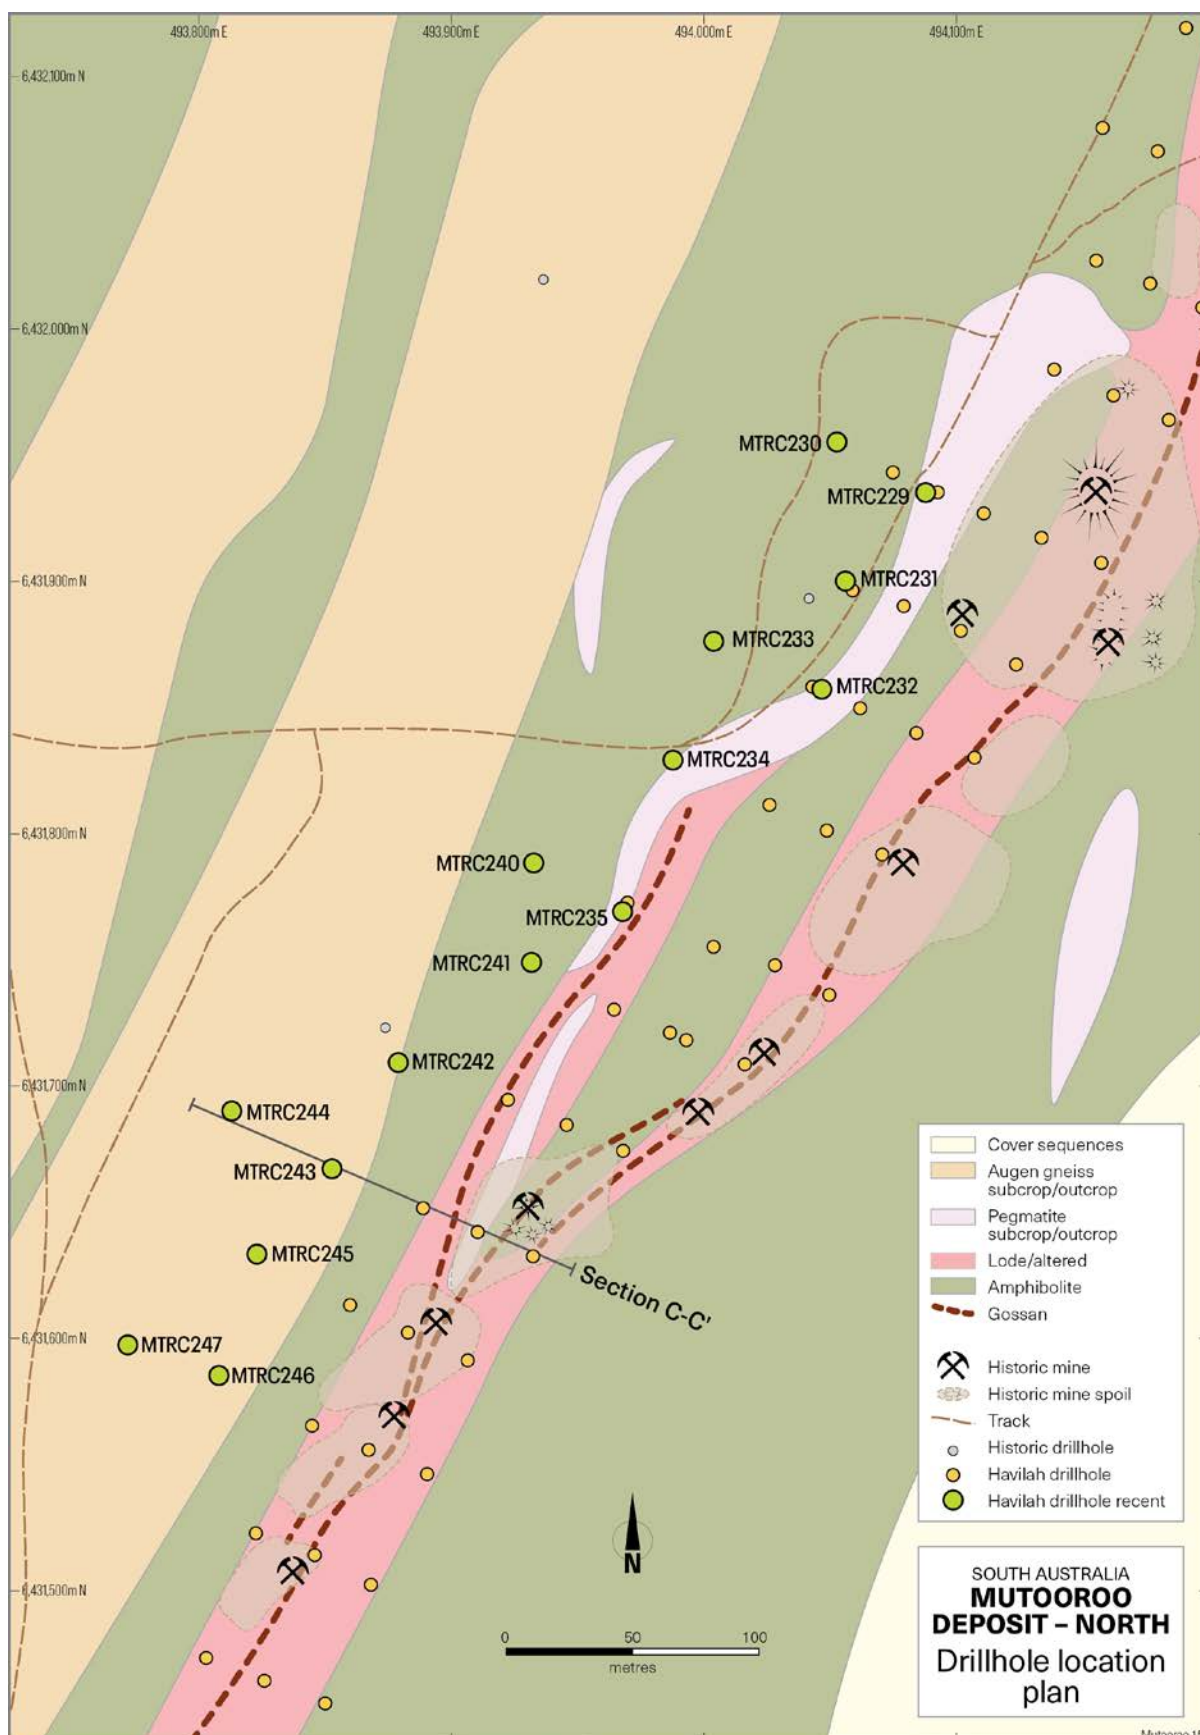 493,800m E
493,900m E
494,000m E
494,100m E
6,432,100m N
6,432,000m N
MTRC230
MTRC229
6,431,900m N
MTRC231
MTRC233
MTRC232
MTRC234
6,431,800m N
MTRC240
MTRC235
MTRC241
MTRC242
6,431,700m N
MTRC244
MTRC243
MTRC245
Section C-C'
6,431,600m N
MTRC247
MTRC246
6,431,500m N
Cover sequences
Augen gneiss
subcrop/outcrop
Pegmatite
subcrop/outcrop
Lode/altered
Amphibolite
Gossan
Historic mine
Historic mine spoil
Track
Historic drillhole
Havilah drillhole
Havilah drillhole recent
N
0 50 100
metres
SOUTH AUSTRALIA
MUTOOROO
DEPOSIT – NORTH
Drillhole location
plan
Mutooroo